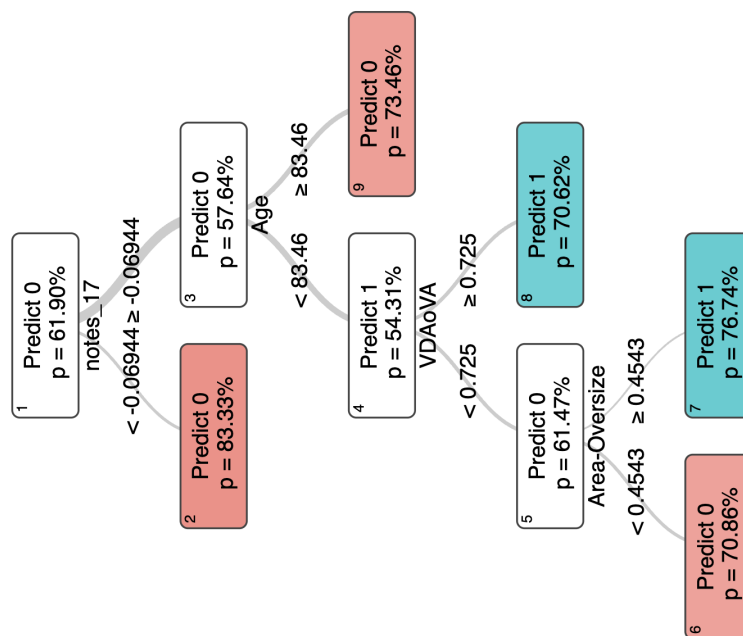 1
Predict 0
p = 61.90%
notes_17
< -0.06944 ≥ -0.06944
2
Predict 0
p = 83.33%
3
Predict 0
p = 57.64%
Age
< 83.46
≥ 83.46
4
Predict 1
p = 54.31%
VDAoVA
< 0.725
≥ 0.725
9
Predict 0
p = 73.46%
5
Predict 0
p = 61.47%
Area-Oversize
< 0.4543
≥ 0.4543
8
Predict 1
p = 70.62%
6
Predict 0
p = 70.86%
7
Predict 1
p = 76.74%